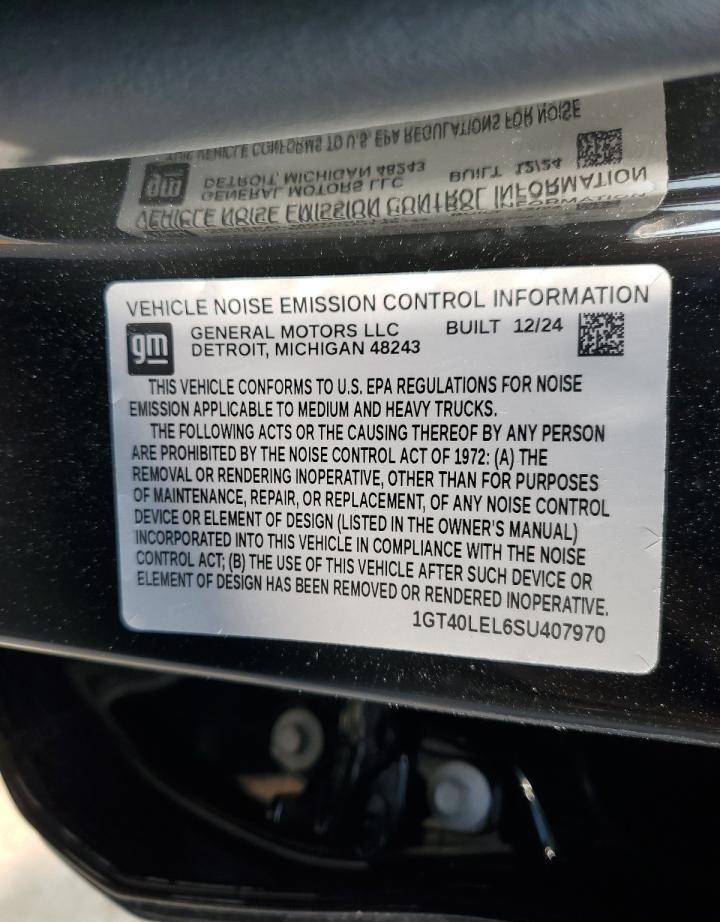 VEHICLE NOISE EMISSION CONTROL INFORMATION
gm
GENERAL MOTORS LLC BUILT 12/24
DETROIT, MICHIGAN 48243
THIS VEHICLE CONFORMS TO U.S. EPA REGULATIONS FOR NOISE
EMISSION APPLICABLE TO MEDIUM AND HEAVY TRUCKS.
THE FOLLOWING ACTS OR THE CAUSING THEREOF BY ANY PERSON
ARE PROHIBITED BY THE NOISE CONTROL ACT OF 1972: (A) THE
REMOVAL OR RENDERING INOPERATIVE, OTHER THAN FOR PURPOSES
OF MAINTENANCE, REPAIR, OR REPLACEMENT, OF ANY NOISE CONTROL
DEVICE OR ELEMENT OF DESIGN (LISTED IN THE OWNER'S MANUAL)
INCORPORATED INTO THIS VEHICLE IN COMPLIANCE WITH THE NOISE
CONTROL ACT; (B) THE USE OF THIS VEHICLE AFTER SUCH DEVICE OR
ELEMENT OF DESIGN HAS BEEN REMOVED OR RENDERED INOPERATIVE.
1GT40LEL6SU407970